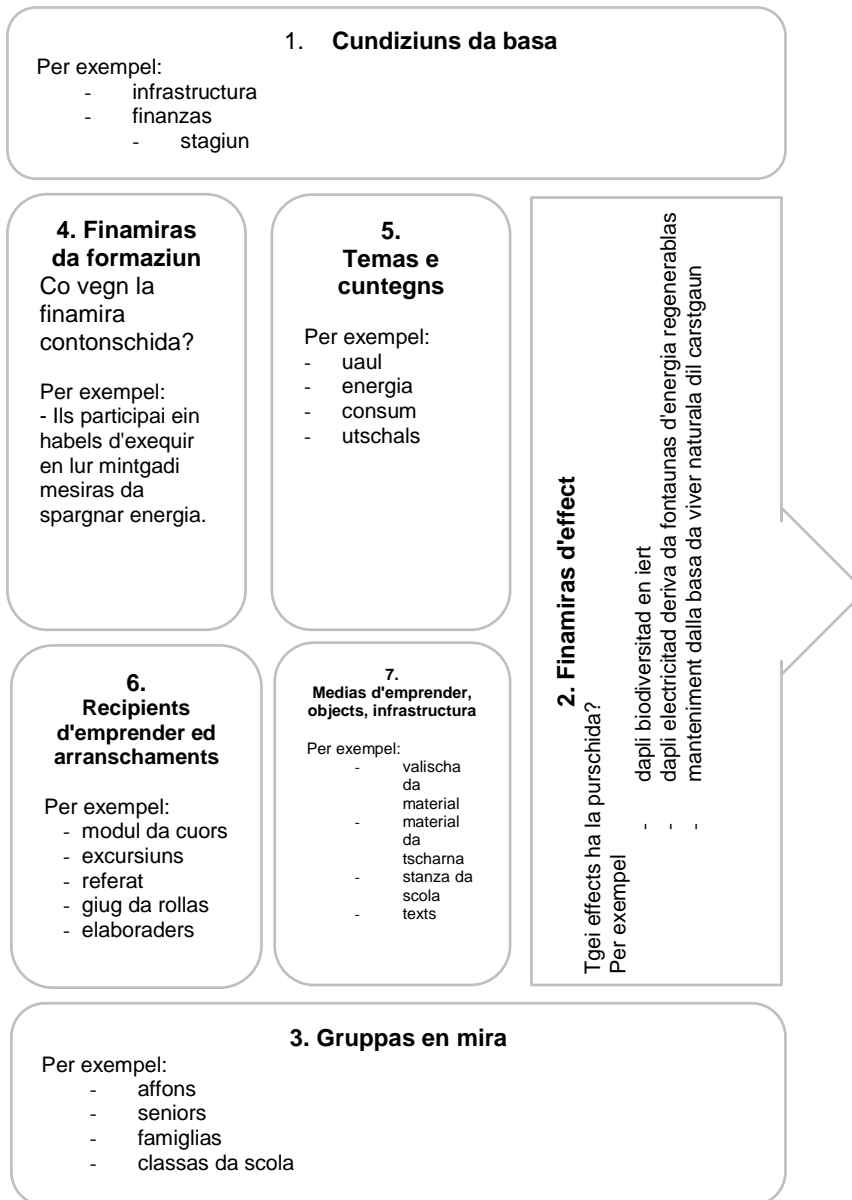 1. Cundiziuns da basa
Per exempel:
- infrastructura
- finanzas
- stagiun
4. Finamiras
da formaziun
Co vegn la
finamira
contonschida?
Per exempel:
- Ils participai ein
habels d'exequir
en lur mintgadi
mesiras da
spargnar energia.
5.
Temas e
cuntegns
Per exempel:
- uaul
- energia
- consum
- utschals
2. Finamiras d'effect
Tgei effects ha la purschida?
Per exempel
- dapli biodiversitad en iert
- dapli electricitad deriva da fontaunas d'energia regenerablas
- manteniment dalla basa da viver naturala dil carstgaun
6.
Recipients
d'emprender ed
arranschaments
Per exempel:
- modul da cuors
- excursiuns
- referat
- giug da rollas
- elaboraders
7.
Medias d'emprender,
objects, infrastructura
Per exempel:
- valischa
da
material
- material
da
tscharna
- stanza da
scola
- texts
3. Gruppas en mira
Per exempel:
- affons
- seniors
- famiglias
- classas da scola